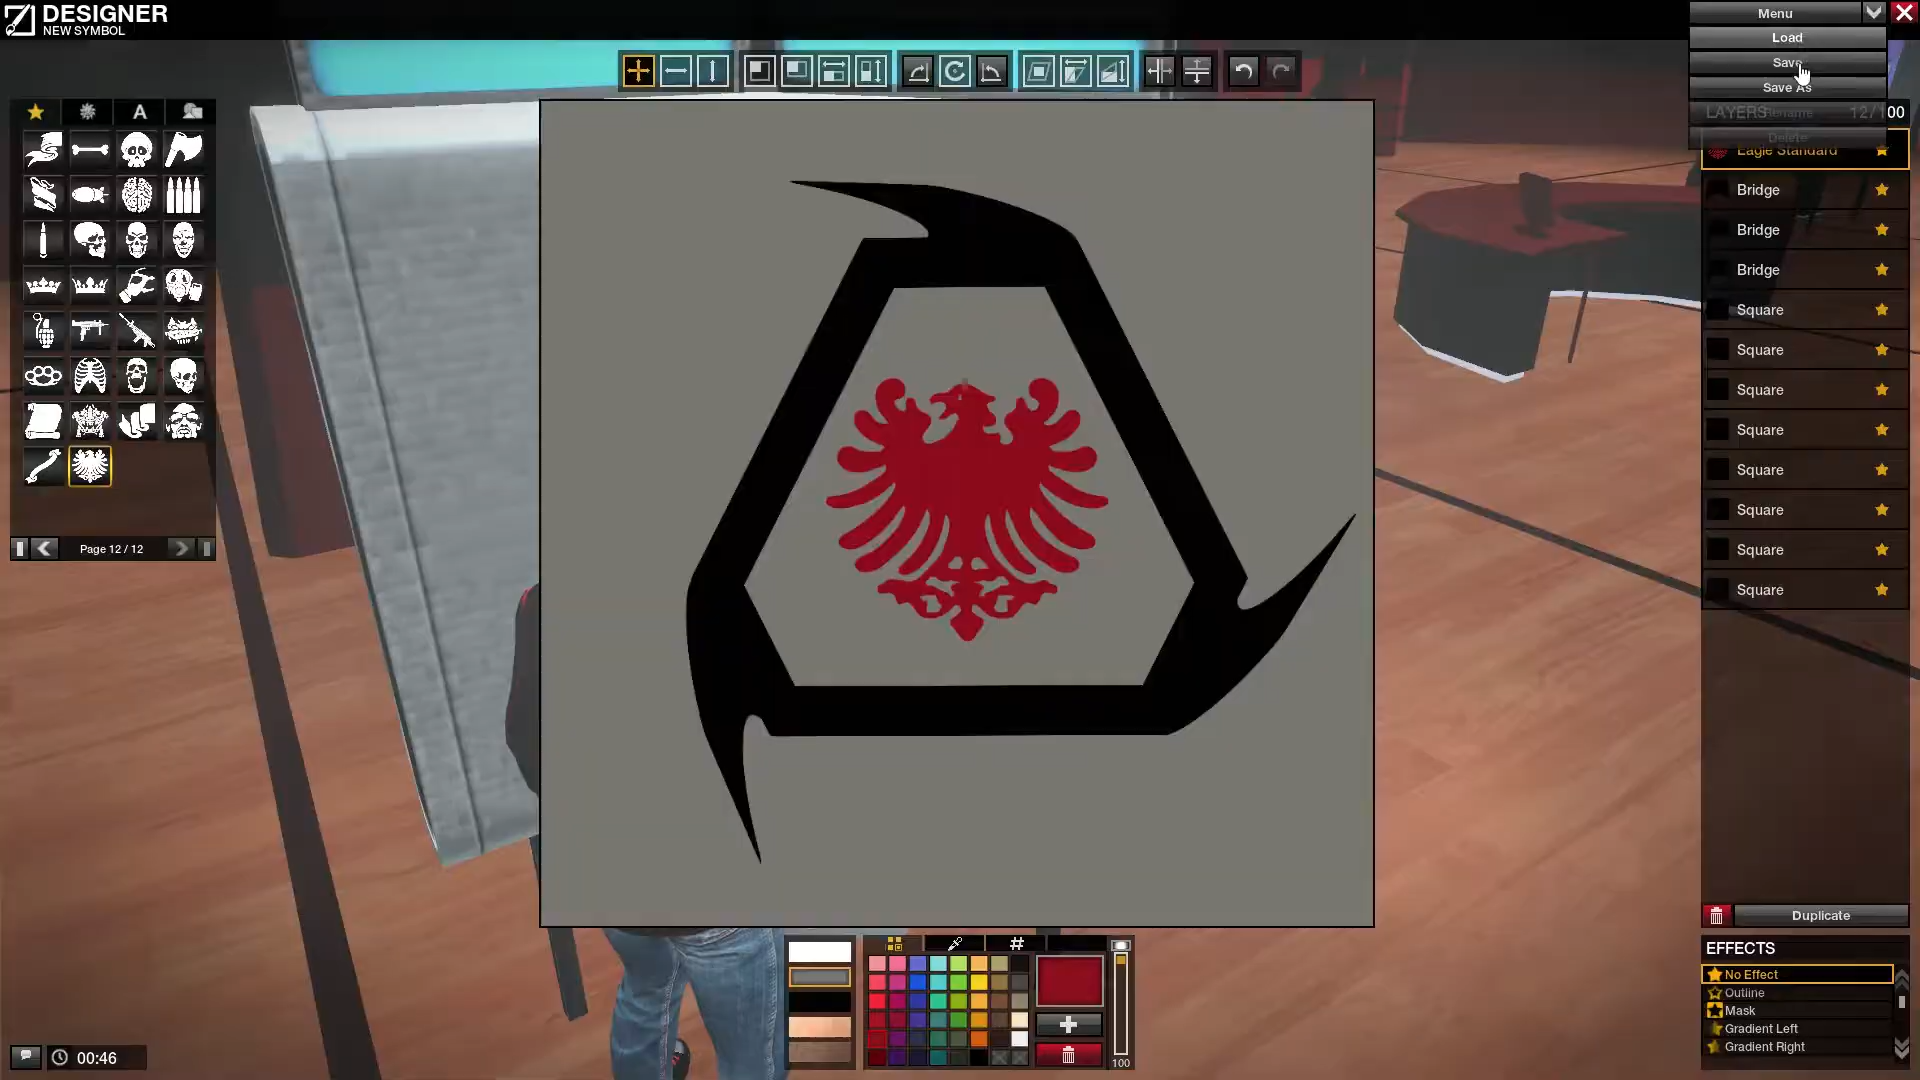 DESIGNER
NEW SYMBOL
Menu
Load
Save
Save As
LAYERS
Rename
12/100
Delete
Eagle Standard
Bridge
Bridge
Bridge
Square
Square
Square
Square
Square
Square
Square
Square
A
Page 12 / 12
Duplicate
EFFECTS
No Effect
Outline
Mask
Gradient Left
Gradient Right
#
100
00:46